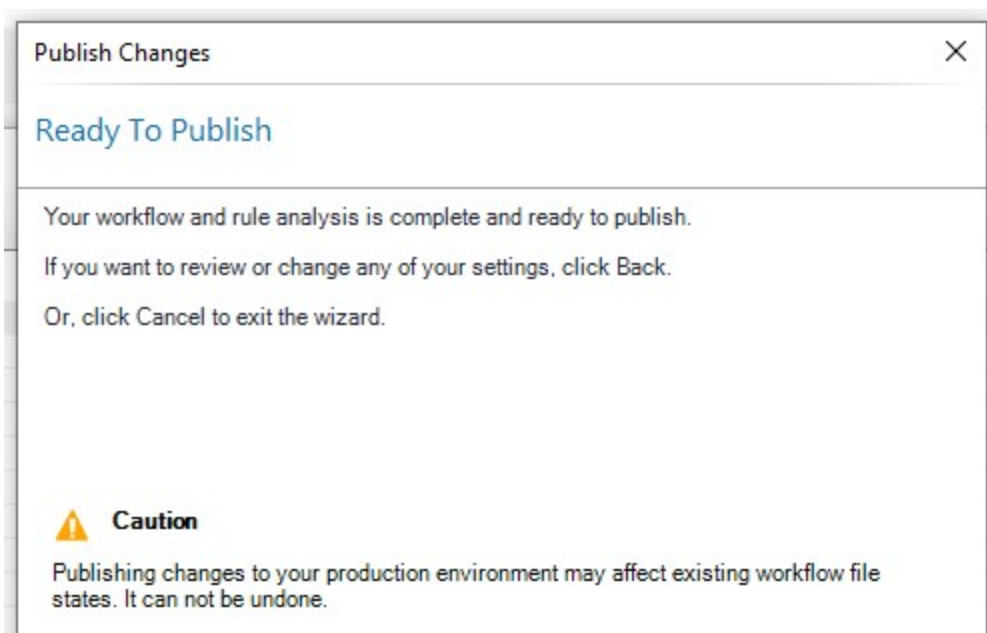 Publish Changes
Ready To Publish
Your workflow and rule analysis is complete and ready to publish.
If you want to review or change any of your settings, click Back.
Or, click Cancel to exit the wizard.
Caution
Publishing changes to your production environment may affect existing workflow file
states. It can not be undone.